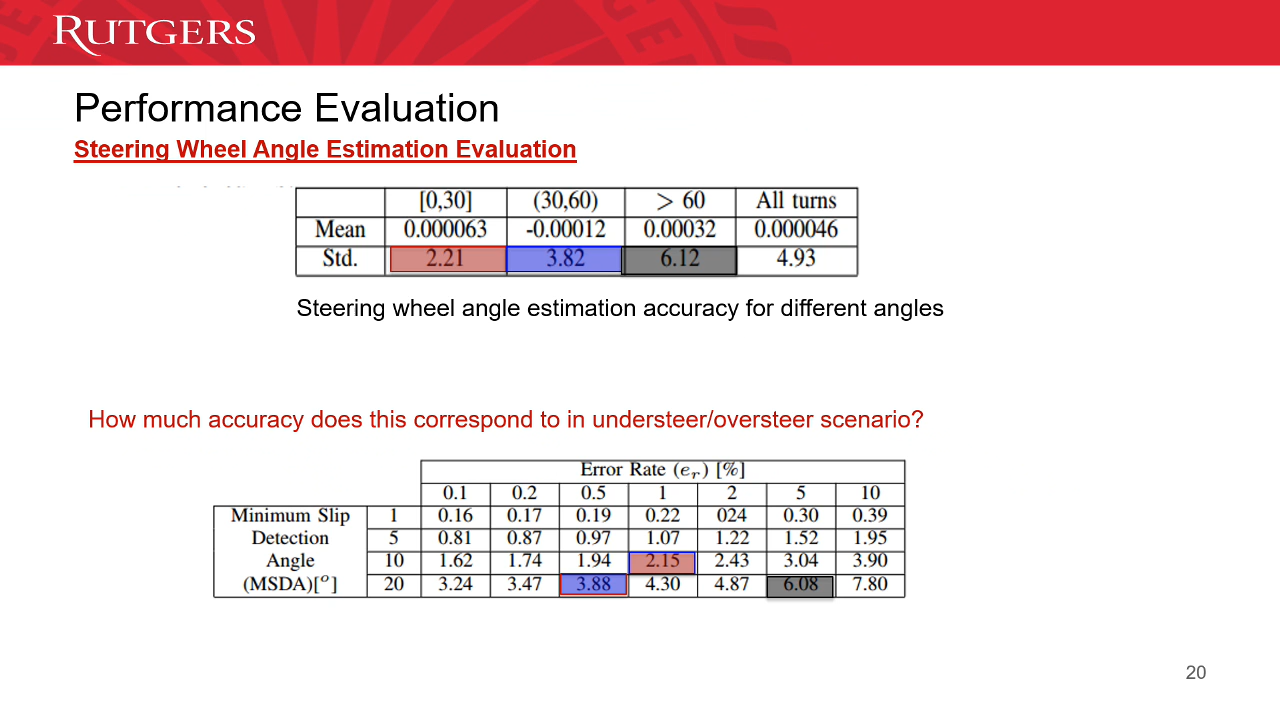 RUTGERS
Performance Evaluation
Steering Wheel Angle Estimation Evaluation
[0,30] (30,60) > 60 All turns
Mean 0.000063 -0.00012 0.00032 0.000046
Std. 2.21 3.82 6.12 4.93
Steering wheel angle estimation accuracy for different angles
How much accuracy does this correspond to in understeer/oversteer scenario?
Error Rate (e_r) [%]
0.1 0.2 0.5 1 2 5 10
Minimum Slip 1 0.16 0.17 0.19 0.22 024 0.30 0.39
Detection 5 0.81 0.87 0.97 1.07 1.22 1.52 1.95
Angle 10 1.62 1.74 1.94 2.15 2.43 3.04 3.90
(MSDA)[°] 20 3.24 3.47 3.88 4.30 4.87 6.08 7.80
20